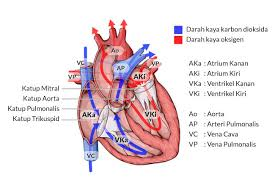 Darah kaya karbon dioksida
Darah kaya oksigen
Ao
VC
AP
AKi
VP
Katup Mitral
Katup Aorta
Katup Pulmonalis
Katup Trikuspid
AKa
VKi
VKa
VC
Ao
AKa : Atrium Kanan
AKi : Atrium Kiri
VKa : Ventrikel Kanan
VKi : Ventrikel Kiri
Ao : Aorta
AP : Arteri Pulmonalis
VC : Vena Cava
VP : Vena Pulmonalis